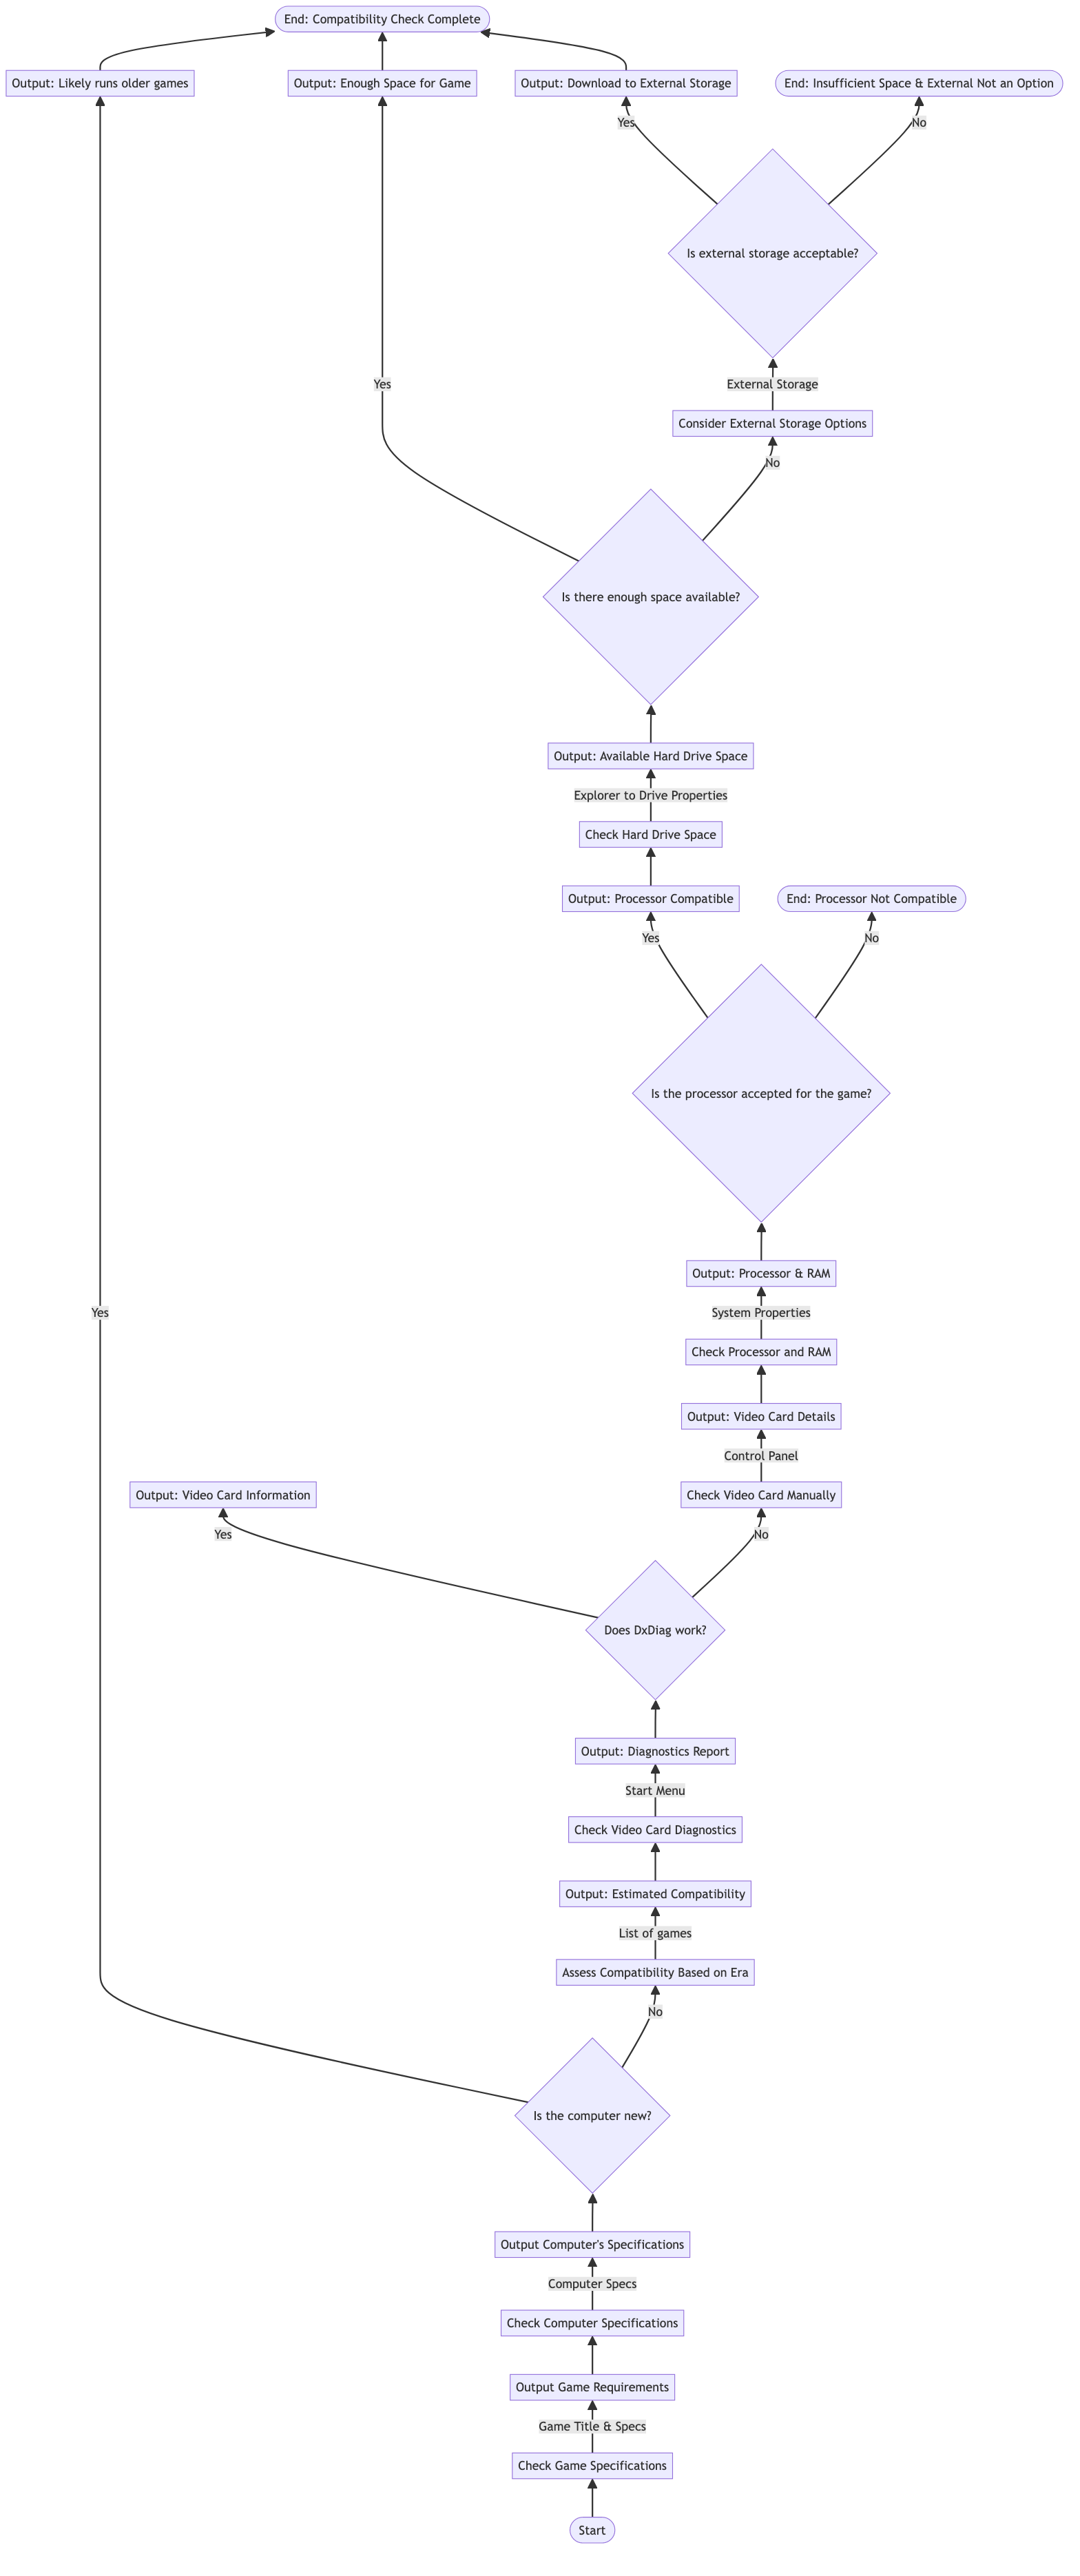 End: Compatibility Check Complete
Output: Likely runs older games
Output: Enough Space for Game
Output: Download to External Storage
End: Insufficient Space & External Not an Option
Yes
No
Is external storage acceptable?
Yes
External Storage
Consider External Storage Options
No
Is there enough space available?
Output: Available Hard Drive Space
Explorer to Drive Properties
Check Hard Drive Space
Output: Processor Compatible
End: Processor Not Compatible
Yes
No
Is the processor accepted for the game?
Output: Processor & RAM
Yes
System Properties
Check Processor and RAM
Output: Video Card Details
Control Panel
Output: Video Card Information
Check Video Card Manually
Yes
No
Does DxDiag work?
Output: Diagnostics Report
Start Menu
Check Video Card Diagnostics
Output: Estimated Compatibility
List of games
Assess Compatibility Based on Era
No
Is the computer new?
Output Computer's Specifications
Computer Specs
Check Computer Specifications
Output Game Requirements
Game Title & Specs
Check Game Specifications
Start